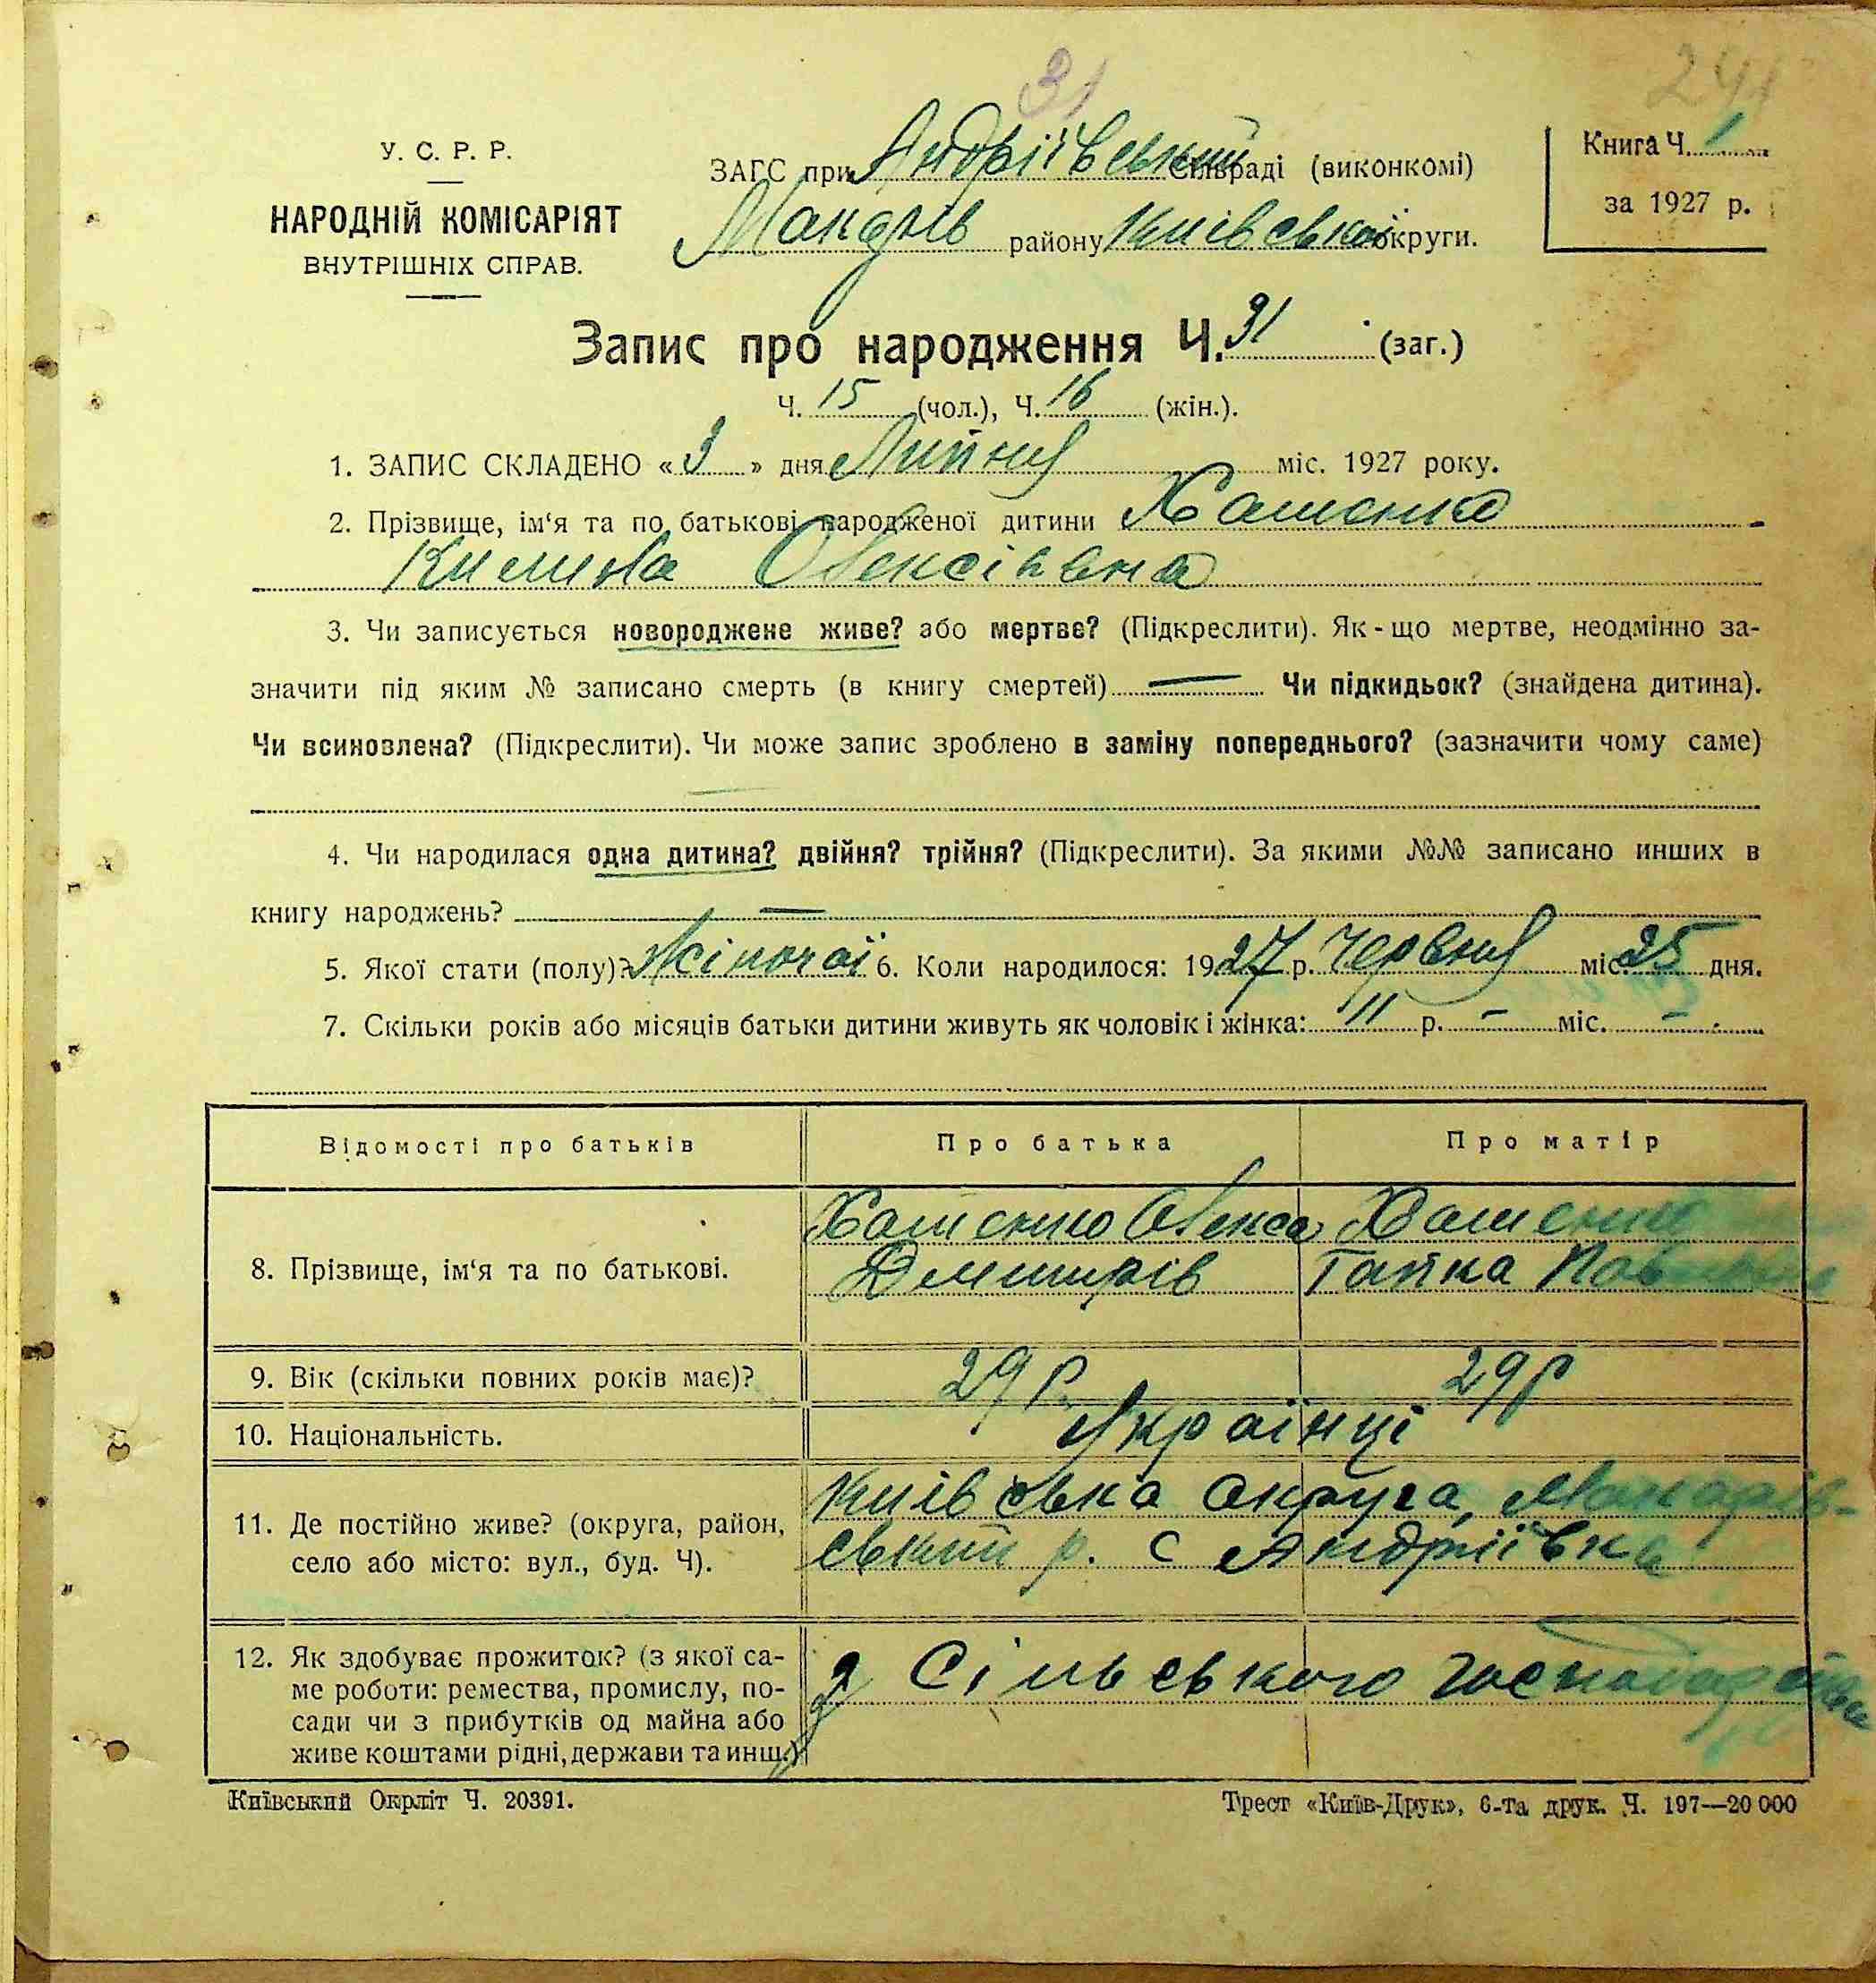 31
241
У. С. Р. Р.
НАРОДНІЙ КОМІСАРІЯТ
ВНУТРІШНІХ СПРАВ.
ЗАГС при Андріївський сільраді (виконкомі)
Макарів району Київської округи.
Книга Ч. 1
за 1927 р.
Запис про народження Ч. 31 (заг.)
Ч. 15 (чол.), Ч. 16 (жін.).
1. ЗАПИС СКЛАДЕНО « 3 » дня Липня міс. 1927 року.
2. Прізвище, ім‘я та по батькові народженої дитини Хоменко
Килина Олексіївна
3. Чи записується новороджене живе? або мертве? (Підкреслити). Як-що мертве, неодмінно за-
значити під яким № записано смерть (в книгу смертей) — Чи підкидьок? (знайдена дитина).
Чи всиновлена? (Підкреслити). Чи може запис зроблено в заміну попереднього? (зазначити чому саме)
4. Чи народилася одна дитина? двійня? трійня? (Підкреслити). За якими №№ записано инших в
книгу народжень? —
5. Якої стати (полу)? Жіночої 6. Коли народилося: 1927 р. Червня міс. 25 дня.
7. Скільки років або місяців батьки дитини живуть як чоловік і жінка: 11 р. – міс. –
Відомості про батьків Про батька Про матір
8. Прізвище, ім‘я та по батькові. Хоменко Олекса Хоменко
Дмитрів Ганка
9. Вік (скільки повних років має)? 29 р 29 р
10. Національність. Українці
11. Де постійно живе? (округа, район, Київська округа, Макарів-
село або місто: вул., буд. Ч). ський р. с Андріївка
12. Як здобуває прожиток? (з якої са-
ме роботи: ремества, промислу, по- з Сільського господарства
сади чи з прибутків од майна або
живе коштами рідні, держави та инш.)
Київський Окрліт Ч. 20391.
Трест «Київ-Друк», 6-та друк. Ч. 197—20 000